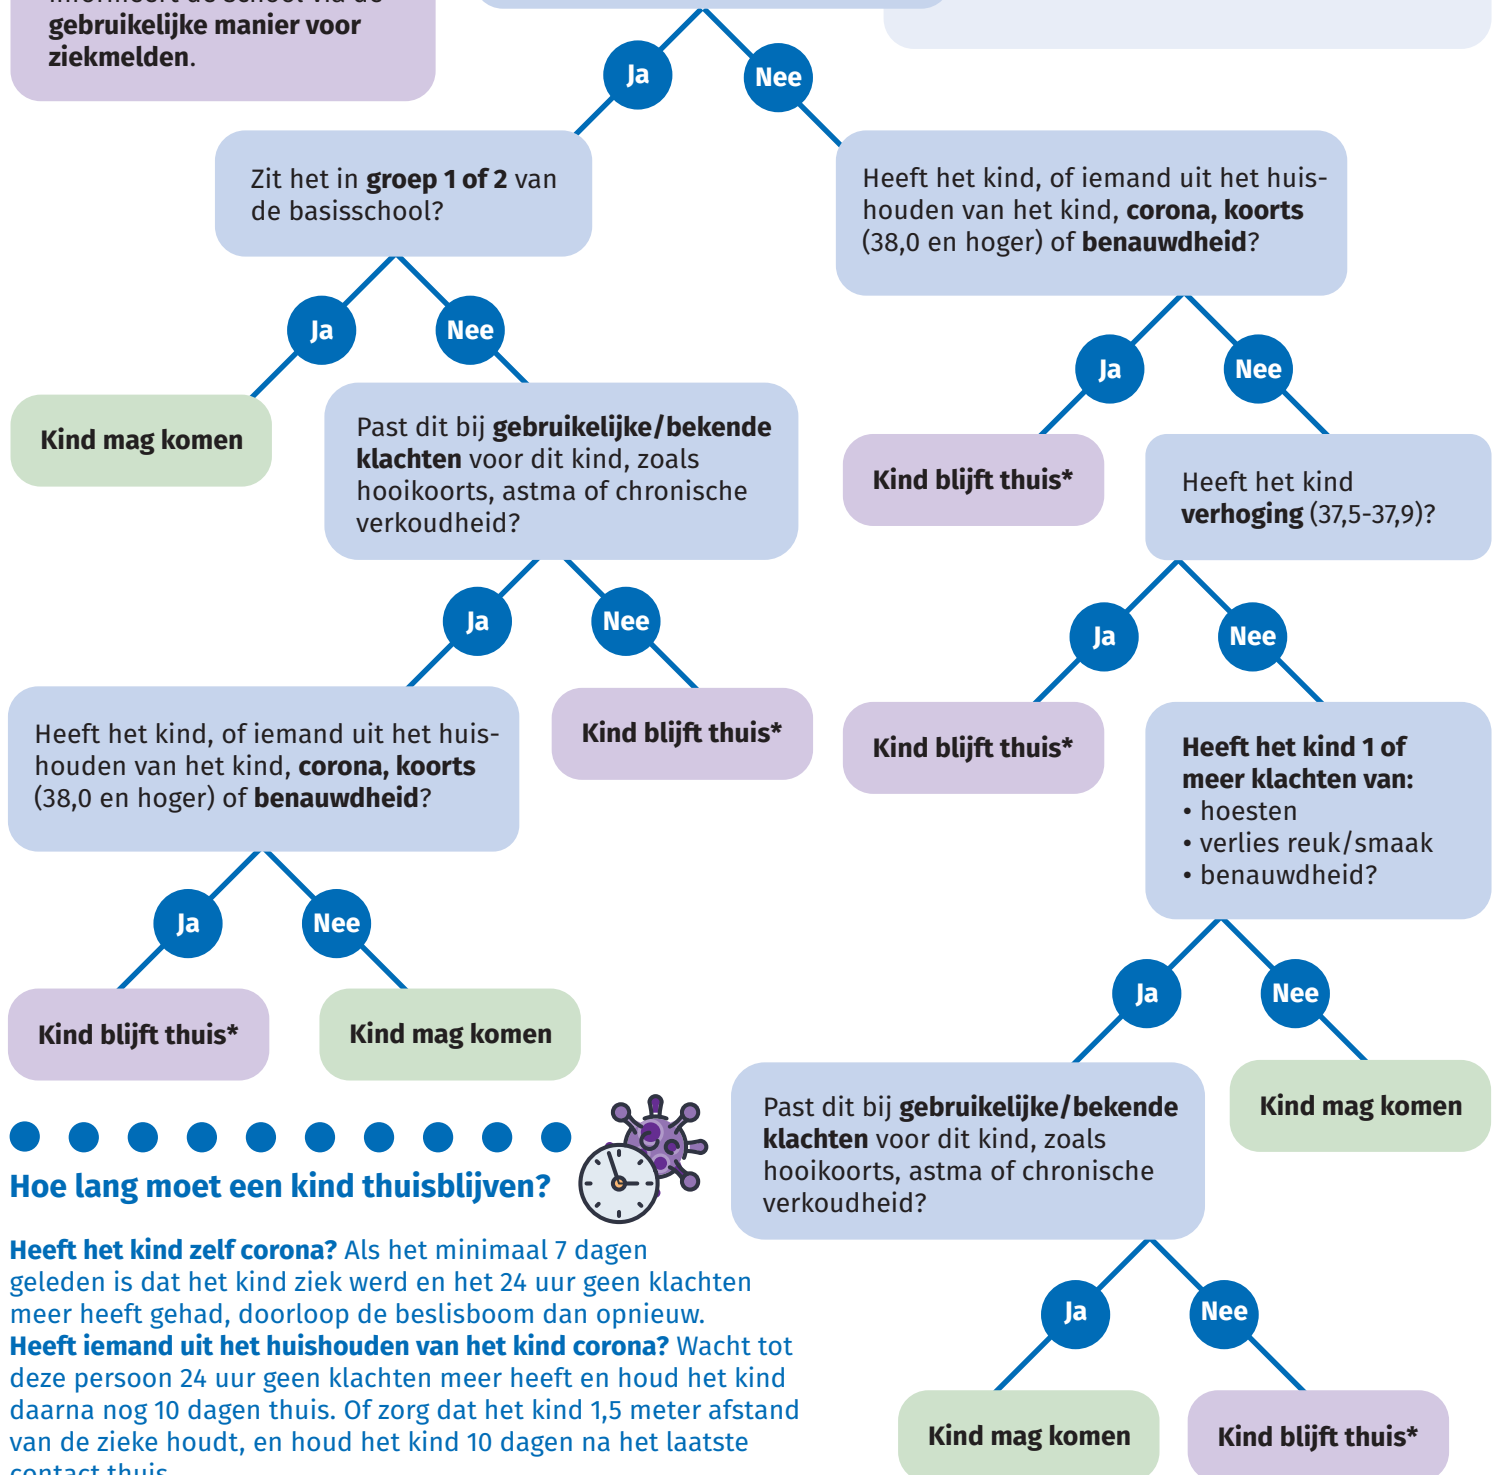 informeert de school via de
gebruikelijke manier voor
ziekmelden.
Ja
Nee
Zit het in groep 1 of 2 van
de basisschool?
Heeft het kind, of iemand uit het huis-
houden van het kind, corona, koorts
(38,0 en hoger) of benauwdheid?
Ja
Nee
Ja
Nee
Kind mag komen
Past dit bij gebruikelijke/bekende
klachten voor dit kind, zoals
hooikoorts, astma of chronische
verkoudheid?
Kind blijft thuis*
Heeft het kind
verhoging (37,5-37,9)?
Ja
Nee
Ja
Nee
Heeft het kind, of iemand uit het huis-
houden van het kind, corona, koorts
(38,0 en hoger) of benauwdheid?
Kind blijft thuis*
Kind blijft thuis*
Heeft het kind 1 of
meer klachten van:
• hoesten
• verlies reuk/smaak
• benauwdheid?
Ja
Nee
Ja
Nee
Kind blijft thuis*
Kind mag komen
Past dit bij gebruikelijke/bekende
klachten voor dit kind, zoals
hooikoorts, astma of chronische
verkoudheid?
Kind mag komen
Hoe lang moet een kind thuisblijven?
Heeft het kind zelf corona? Als het minimaal 7 dagen
geleden is dat het kind ziek werd en het 24 uur geen klachten
meer heeft gehad, doorloop de beslisboom dan opnieuw.
Heeft iemand uit het huishouden van het kind corona? Wacht tot
deze persoon 24 uur geen klachten meer heeft en houd het kind
daarna nog 10 dagen thuis. Of zorg dat het kind 1,5 meter afstand
van de zieke houdt, en houd het kind 10 dagen na het laatste
contact thuis
Ja
Nee
Kind mag komen
Kind blijft thuis*